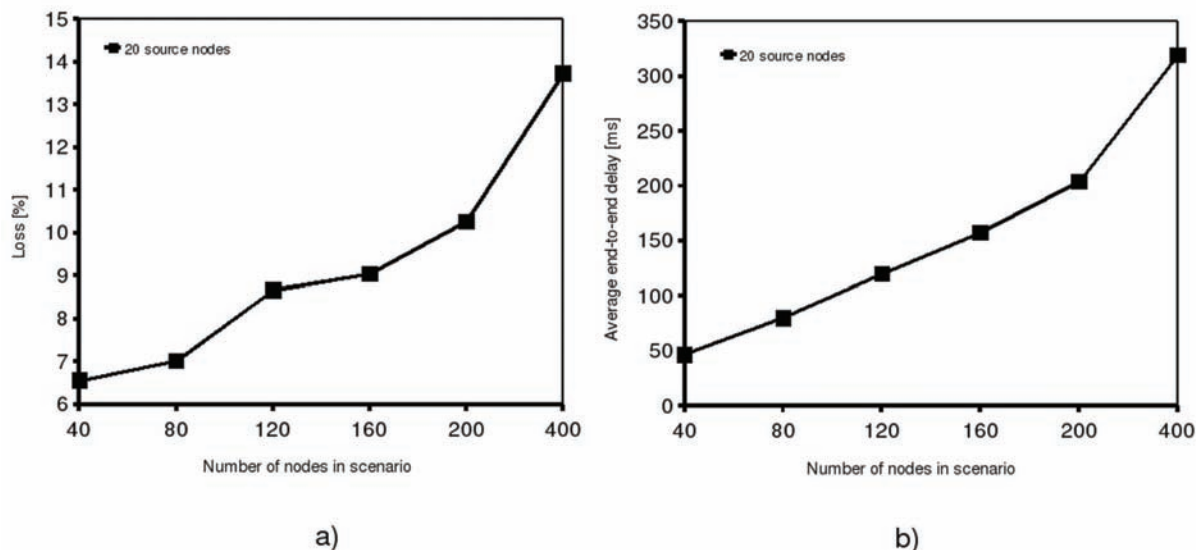 15
14
13
12
11
10
9
8
7
6
Loss [%]
20 source nodes
40 80 120 160 200 400
Number of nodes in scenario
a)
350
300
250
200
150
100
50
0
Average end-to-end delay [ms]
20 source nodes
40 80 120 160 200 400
Number of nodes in scenario
b)